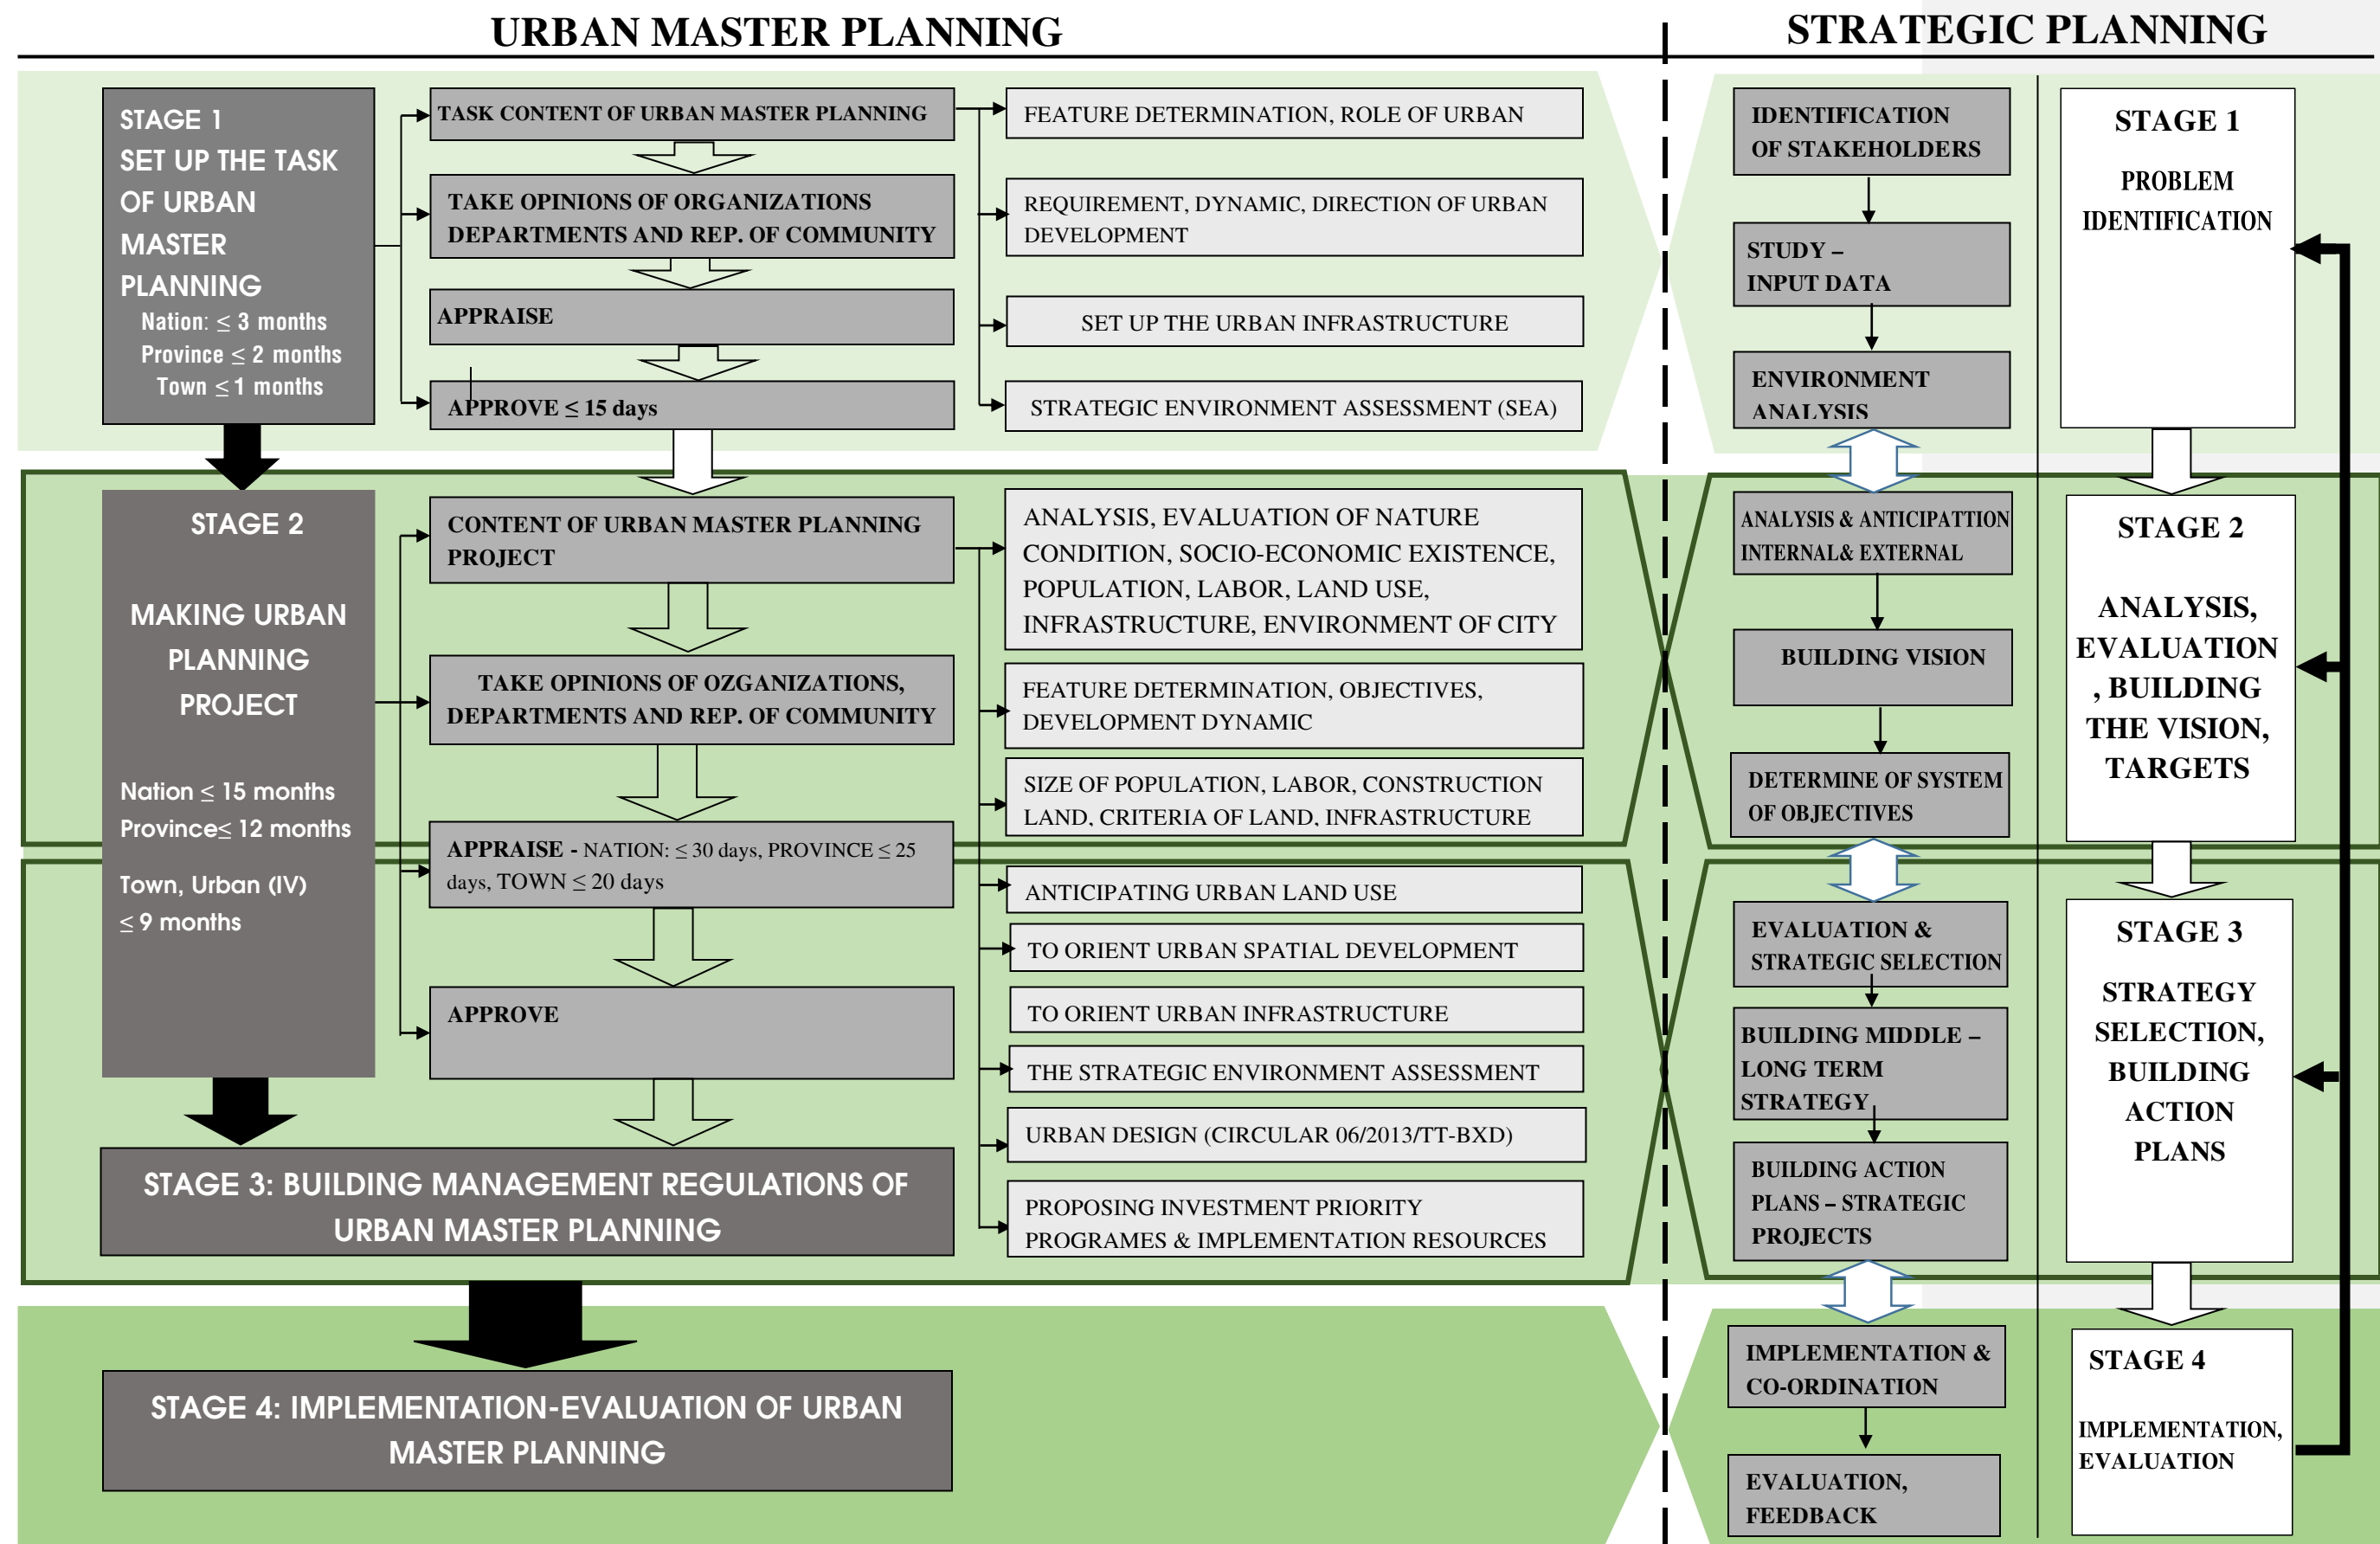 URBAN MASTER PLANNING
STRATEGIC PLANNING
STAGE 1
SET UP THE TASK
OF URBAN
MASTER
PLANNING
Nation: ≤ 3 months
Province ≤ 2 months
Town ≤ 1 months
TASK CONTENT OF URBAN MASTER PLANNING
TAKE OPINIONS OF ORGANIZATIONS
DEPARTMENTS AND REP. OF COMMUNITY
APPRAISE
APPROVE ≤ 15 days
FEATURE DETERMINATION, ROLE OF URBAN
REQUIREMENT, DYNAMIC, DIRECTION OF URBAN
DEVELOPMENT
SET UP THE URBAN INFRASTRUCTURE
STRATEGIC ENVIRONMENT ASSESSMENT (SEA)
IDENTIFICATION
OF STAKEHOLDERS
STUDY –
INPUT DATA
ENVIRONMENT
ANALYSIS
STAGE 1
PROBLEM
IDENTIFICATION
STAGE 2
MAKING URBAN
PLANNING
PROJECT
Nation ≤ 15 months
Province≤ 12 months
Town, Urban (IV)
≤ 9 months
CONTENT OF URBAN MASTER PLANNING
PROJECT
TAKE OPINIONS OF OZGANIZATIONS,
DEPARTMENTS AND REP. OF COMMUNITY
APPRAISE - NATION: ≤ 30 days, PROVINCE ≤ 25
days, TOWN ≤ 20 days
APPROVE
ANALYSIS, EVALUATION OF NATURE
CONDITION, SOCIO-ECONOMIC EXISTENCE,
POPULATION, LABOR, LAND USE,
INFRASTRUCTURE, ENVIRONMENT OF CITY
FEATURE DETERMINATION, OBJECTIVES,
DEVELOPMENT DYNAMIC
SIZE OF POPULATION, LABOR, CONSTRUCTION
LAND, CRITERIA OF LAND, INFRASTRUCTURE
ANTICIPATING URBAN LAND USE
TO ORIENT URBAN SPATIAL DEVELOPMENT
TO ORIENT URBAN INFRASTRUCTURE
THE STRATEGIC ENVIRONMENT ASSESSMENT
URBAN DESIGN (CIRCULAR 06/2013/TT-BXD)
PROPOSING INVESTMENT PRIORITY
PROGRAMES & IMPLEMENTATION RESOURCES
ANALYSIS & ANTICIPATTION
INTERNAL& EXTERNAL
BUILDING VISION
DETERMINE OF SYSTEM
OF OBJECTIVES
STAGE 2
ANALYSIS,
EVALUATION
, BUILDING
THE VISION,
TARGETS
EVALUATION &
STRATEGIC SELECTION
BUILDING MIDDLE –
LONG TERM
STRATEGY
BUILDING ACTION
PLANS – STRATEGIC
PROJECTS
STAGE 3
STRATEGY
SELECTION,
BUILDING
ACTION
PLANS
STAGE 3: BUILDING MANAGEMENT REGULATIONS OF
URBAN MASTER PLANNING
STAGE 4: IMPLEMENTATION-EVALUATION OF URBAN
MASTER PLANNING
IMPLEMENTATION &
CO-ORDINATION
EVALUATION,
FEEDBACK
STAGE 4
IMPLEMENTATION,
EVALUATION